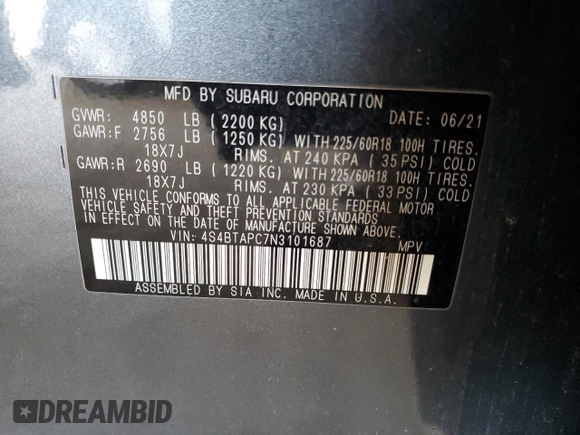 MFD BY SUBARU CORPORATION DATE: 06/21
GVWR: 4850 LB (2200 KG)
GAWR:F 2756 LB (1250 KG) WITH 225/60R18 100H TIRES.
18X7J RIMS. AT 240 KPA (35 PSI) COLD
GAWR:R 2690 LB (1220 KG) WITH 225/60R18 100H TIRES.
18X7J RIMS. AT 230 KPA (33 PSI) COLD
THIS VEHICLE CONFORMS TO ALL APPLICABLE FEDERAL MOTOR
VEHICLE SAFETY AND THEFT PREVENTION STANDARDS
IN EFFECT ON THE DATE OF MANUFACTURE SHOWN ABOVE.
VIN: 4S4BTAPC7N3101687 MPV
ASSEMBLED BY SIA INC. MADE IN U.S.A.
DREAMBID